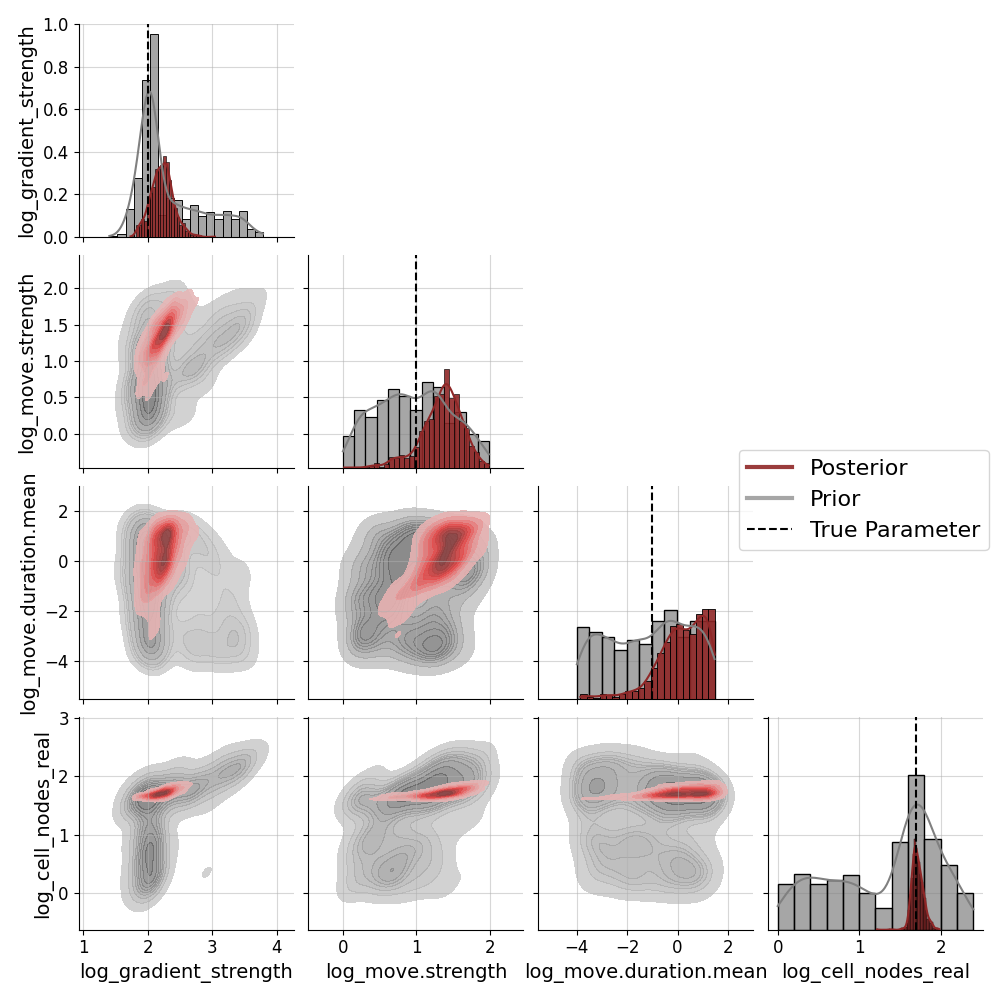 1.0
0.8
0.6
0.4
0.2
0.0
log_gradient_strength
2.0
1.5
1.0
0.5
0.0
log_move.strength
2
0
−2
−4
log_move.duration.mean
Posterior
Prior
True Parameter
3
2
1
0
log_cell_nodes_real
1 2 3 4
0 1 2
−4 −2 0 2
0 1 2
log_gradient_strength log_move.strength log_move.duration.mean log_cell_nodes_real